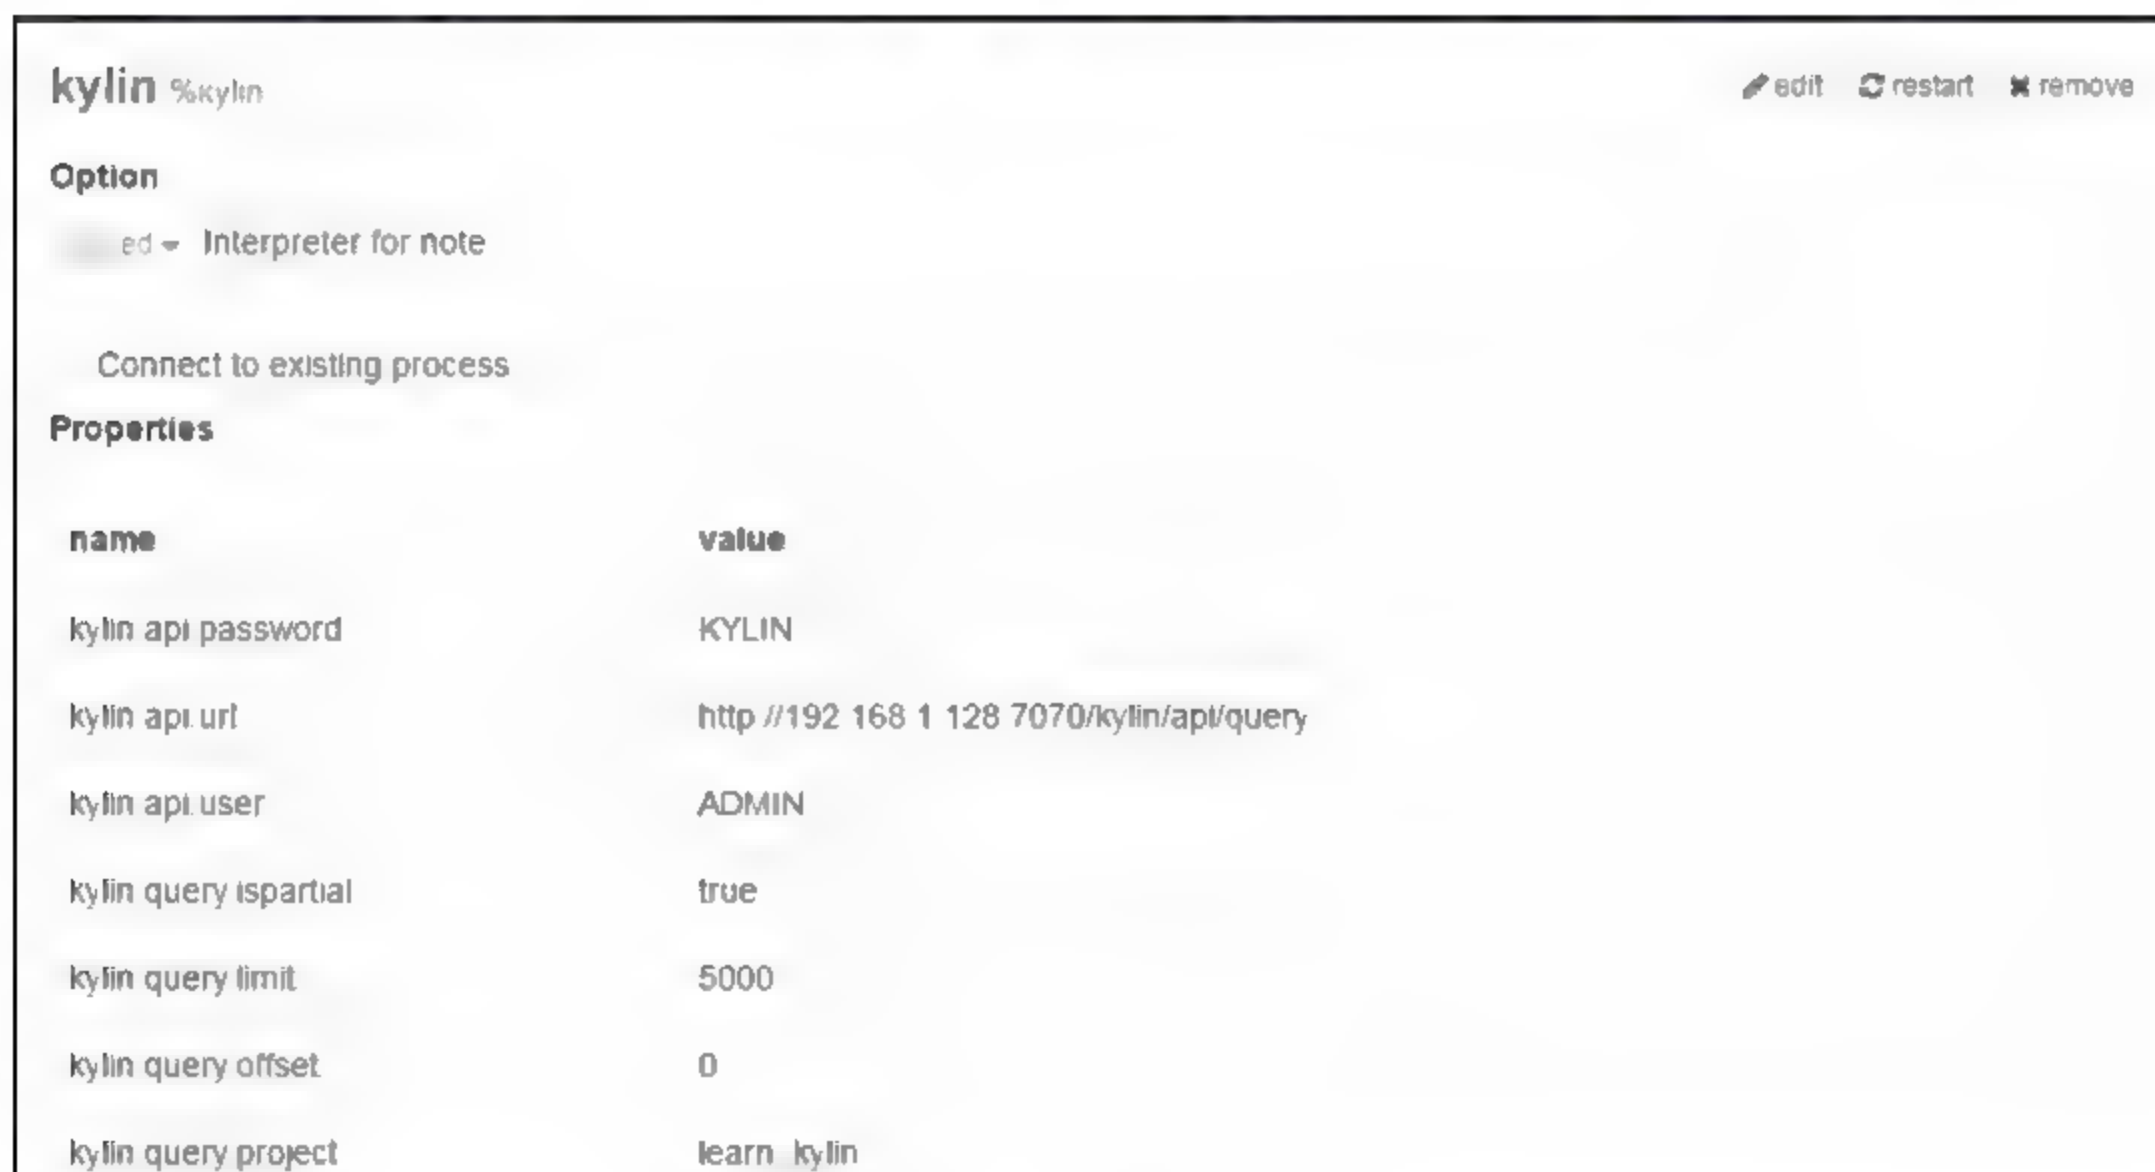 kylin %kylin edit restart remove
Option
ed Interpreter for note
Connect to existing process
Properties
name value
kylin api password KYLIN
kylin api.url http //192 168 1 128 7070/kylin/api/query
kylin api.user ADMIN
kylin query ispartial true
kylin query limit 5000
kylin query offset 0
kylin query project learn_kylin